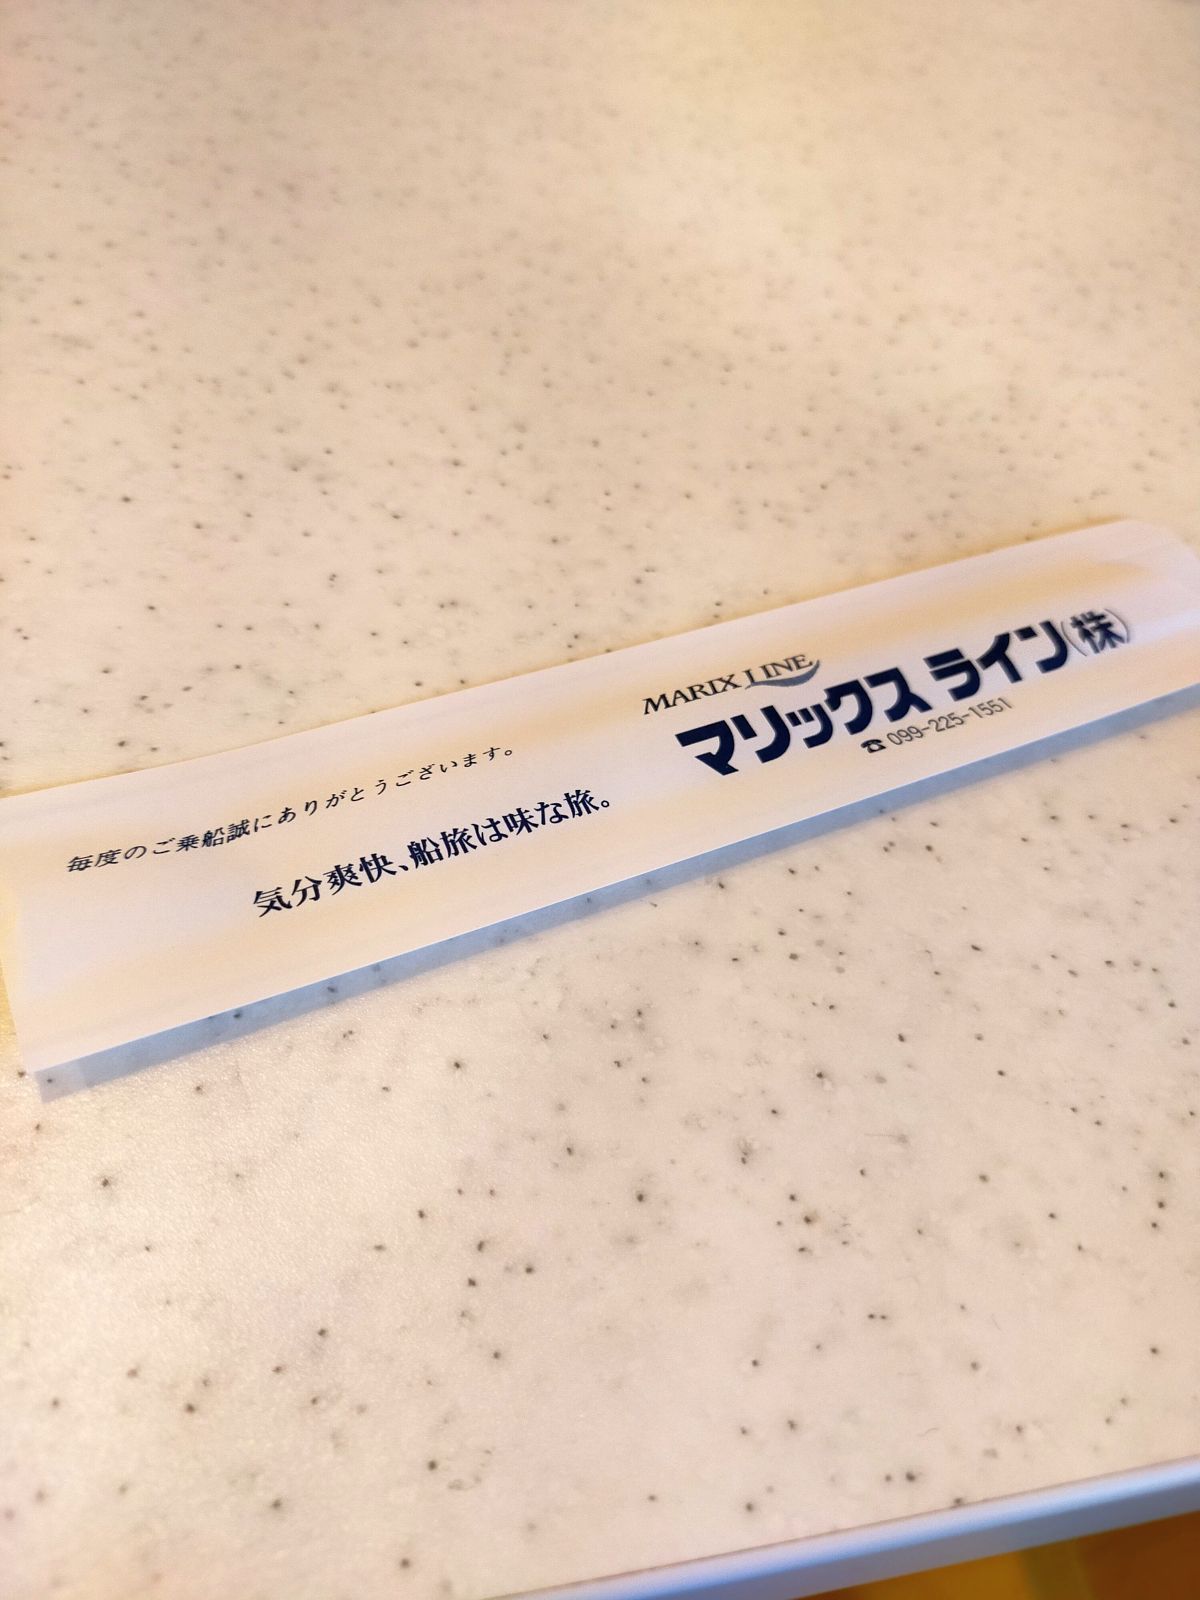 毎度のご乗船誠にありがとうございます。
気分爽快、船旅は味な旅。
MARIX LINE
マリックス ライン(株)
☎099-225-1551